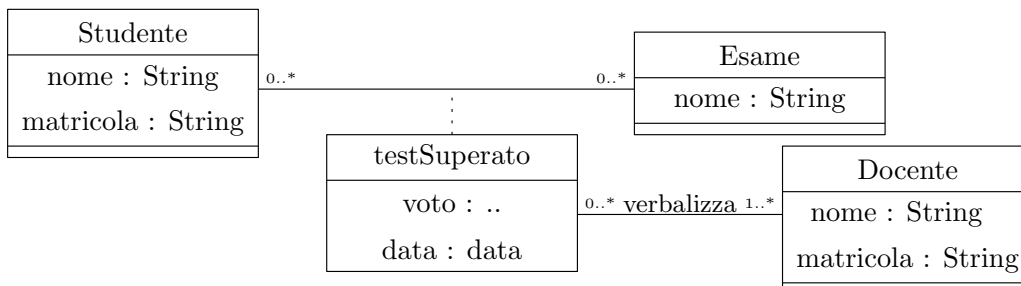 Studente
nome : String
matricola : String
0..*
0..*
Esame
nome : String
testSuperato
voto : ..
data : data
0..* verbalizza 1..*
Docente
nome : String
matricola : String